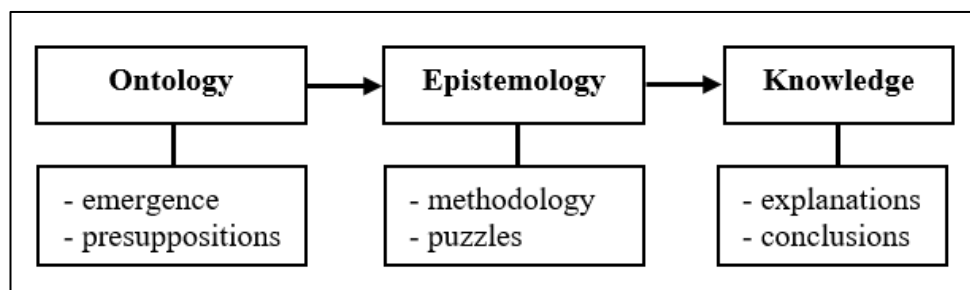 Ontology
Epistemology
Knowledge
- emergence
- presuppositions
- methodology
- puzzles
- explanations
- conclusions